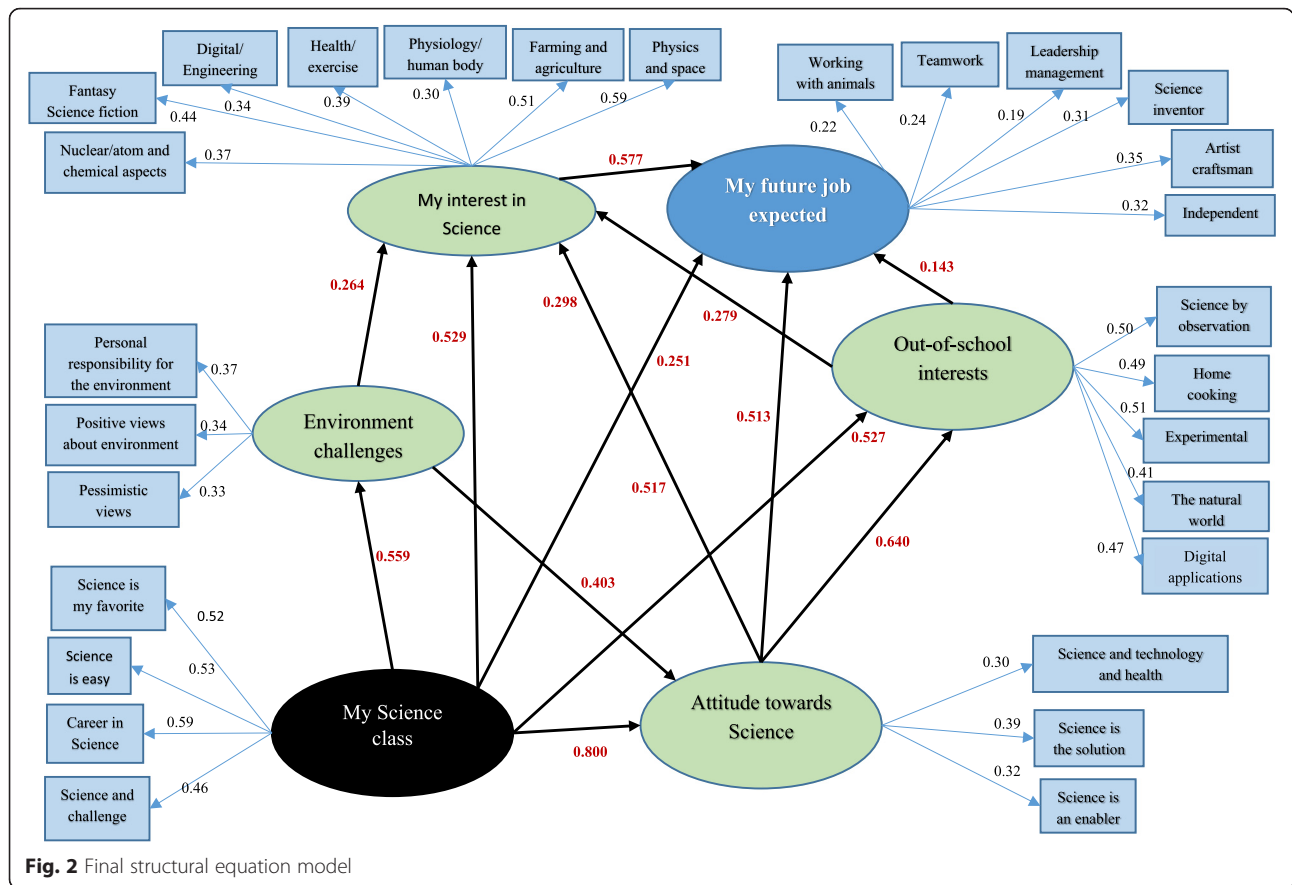 Digital/
Engineering
Health/
exercise
Physiology/
human body
Farming and
agriculture
Physics
and space
Working
with animals
Teamwork
Leadership
management
Science
inventor
Artist
craftsman
Independent
Fantasy
Science fiction
Nuclear/atom and
chemical aspects
0.44
0.34
0.39
0.30
0.51
0.59
0.37
0.22
0.24
0.19
0.31
0.35
0.32
My interest in
Science
0.577
My future job
expected
0.264
0.529
0.298
0.251
0.279
0.143
0.513
0.527
0.517
0.640
0.559
0.403
0.800
Out-of-school
interests
0.50
0.49
0.51
0.41
0.47
Science by
observation
Home
cooking
Experimental
The natural
world
Digital
applications
Personal
responsibility for
the environment
Positive views
about environment
Pessimistic
views
0.37
0.34
0.33
Environment
challenges
Science is
my favorite
Science
is easy
Career in
Science
Science and
challenge
0.52
0.53
0.59
0.46
My Science
class
Attitude towards
Science
0.30
0.39
0.32
Science and technology
and health
Science is
the solution
Science is
an enabler
Fig. 2 Final structural equation model